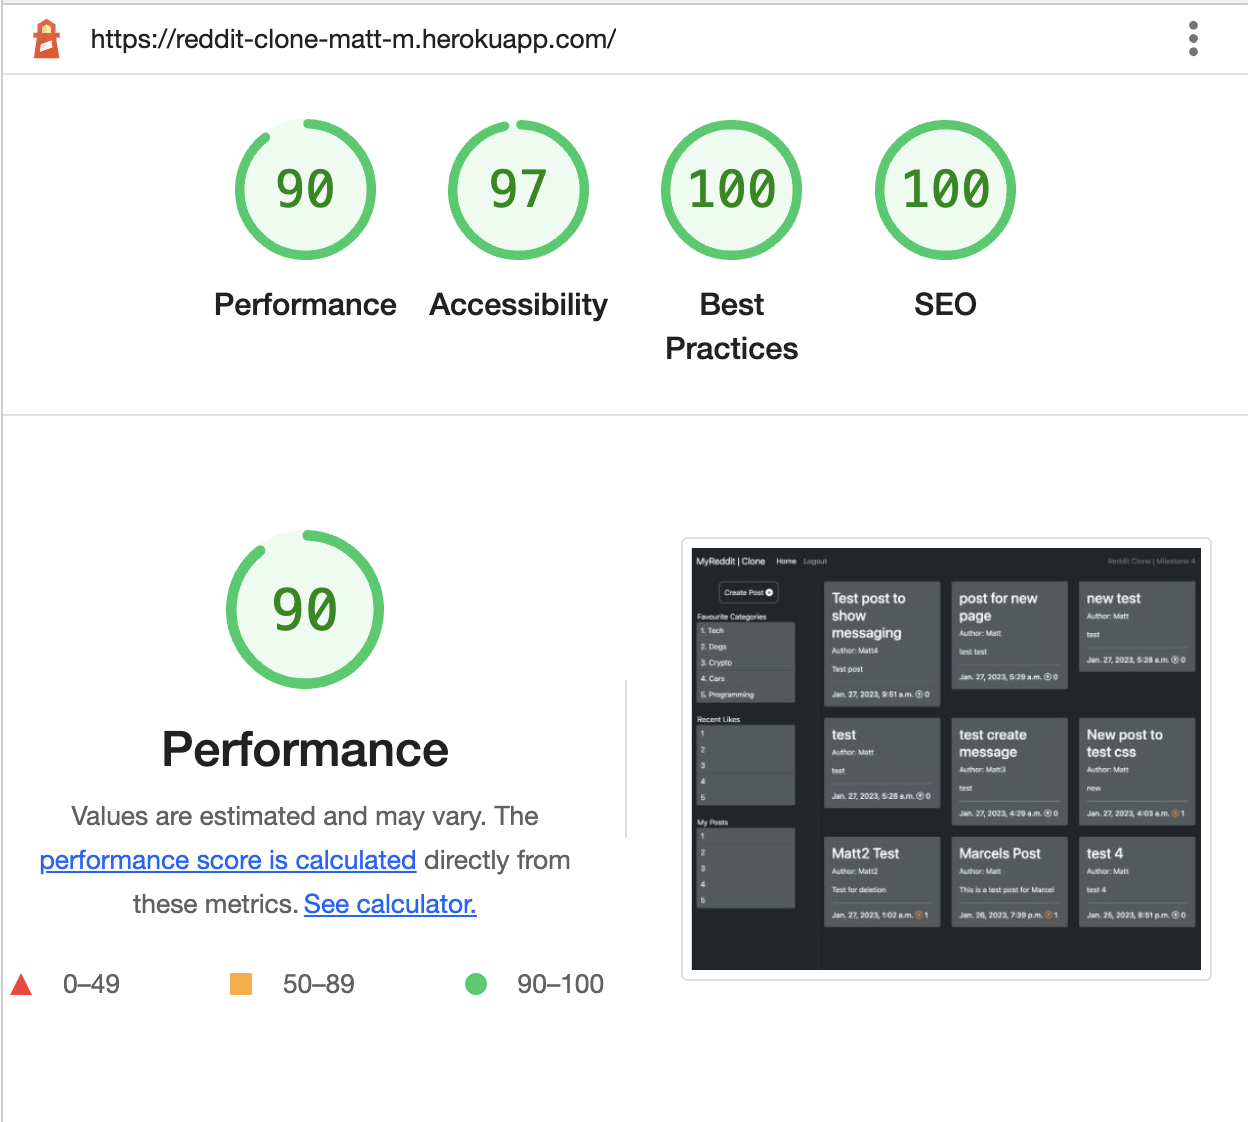 https://reddit-clone-matt-m.herokuapp.com/
90
97
100
100
Performance
Accessibility
Best
Practices
SEO
90
Performance
Values are estimated and may vary. The
performance score is calculated directly from
these metrics. See calculator.
0–49
50–89
90–100
MyReddit | Clone Home Logout
Reddit Clone | Milestone 4
Create Post
Favourite Categories
1. Tech
2. Dogs
3. Crypto
4. Cars
5. Programming
Recent Likes
1
2
3
4
5
My Posts
1
2
3
4
5
Test post to
show
messaging
Author: Matt4
Test post
Jan. 27, 2023, 9:51 a.m. 0
post for new
page
Author: Matt
test test
Jan. 27, 2023, 5:29 a.m. 0
new test
Author: Matt
test
Jan. 27, 2023, 5:28 a.m. 0
test
Author: Matt
test
Jan. 27, 2023, 5:28 a.m. 0
test create
message
Author: Matt3
test
Jan. 27, 2023, 4:29 a.m. 0
New post to
test css
Author: Matt
new
Jan. 27, 2023, 4:03 a.m. 1
Matt2 Test
Author: Matt2
Test for deletion
Jan. 27, 2023, 1:02 a.m. 1
Marcels Post
Author: Matt
This is a test post for Marcel
Jan. 26, 2023, 7:39 p.m. 1
test 4
Author: Matt
test 4
Jan. 25, 2023, 8:51 p.m. 0